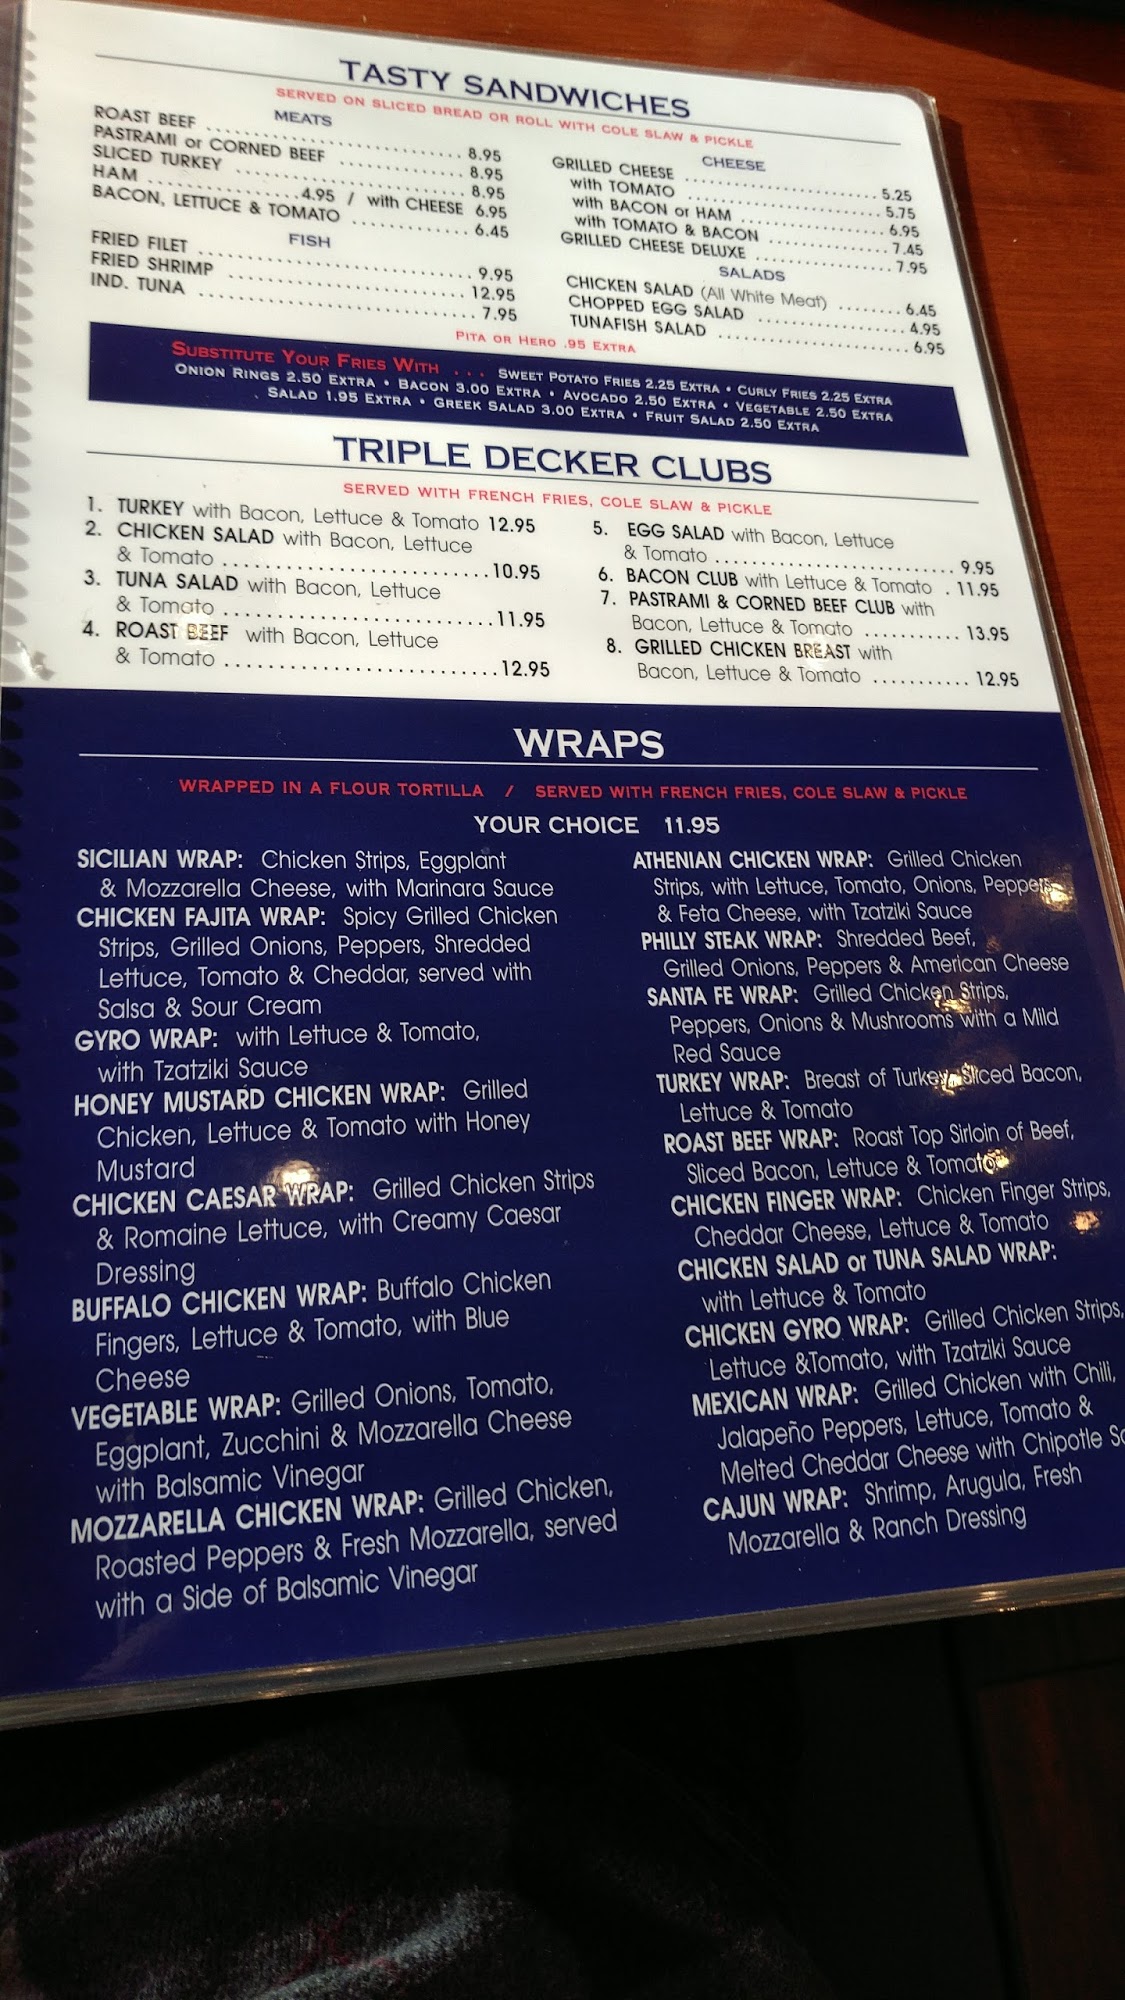 TASTY SANDWICHES
SERVED ON SLICED BREAD OR ROLL WITH COLE SLAW & PICKLE
MEATS
ROAST BEEF .......... 8.95
PASTRAMI or CORNED BEEF .......... 8.95
SLICED TURKEY .......... 8.95
HAM .......... 4.95 / with CHEESE 6.95
BACON, LETTUCE & TOMATO .......... 6.45
FISH
FRIED FILET .......... 9.95
FRIED SHRIMP .......... 12.95
IND. TUNA .......... 7.95
CHEESE
GRILLED CHEESE .......... 5.25
with TOMATO .......... 5.75
with BACON or HAM .......... 6.95
with TOMATO & BACON .......... 7.45
GRILLED CHEESE DELUXE .......... 7.95
SALADS
CHICKEN SALAD (All White Meat) .......... 6.45
CHOPPED EGG SALAD .......... 4.95
TUNAFISH SALAD .......... 6.95
PITA OR HERO .95 EXTRA
SUBSTITUTE YOUR FRIES WITH . . . SWEET POTATO FRIES 2.25 EXTRA • CURLY FRIES 2.25 EXTRA
ONION RINGS 2.50 EXTRA • BACON 3.00 EXTRA • AVOCADO 2.50 EXTRA • VEGETABLE 2.50 EXTRA
SALAD 1.95 EXTRA • GREEK SALAD 3.00 EXTRA • FRUIT SALAD 2.50 EXTRA
TRIPLE DECKER CLUBS
SERVED WITH FRENCH FRIES, COLE SLAW & PICKLE
1. TURKEY with Bacon, Lettuce & Tomato 12.95
2. CHICKEN SALAD with Bacon, Lettuce
& Tomato .......... 10.95
3. TUNA SALAD with Bacon, Lettuce
& Tomato .......... 11.95
4. ROAST BEEF with Bacon, Lettuce
& Tomato .......... 12.95
5. EGG SALAD with Bacon, Lettuce
& Tomato .......... 9.95
6. BACON CLUB with Lettuce & Tomato . 11.95
7. PASTRAMI & CORNED BEEF CLUB with
Bacon, Lettuce & Tomato .......... 13.95
8. GRILLED CHICKEN BREAST with
Bacon, Lettuce & Tomato .......... 12.95
WRAPS
WRAPPED IN A FLOUR TORTILLA / SERVED WITH FRENCH FRIES, COLE SLAW & PICKLE
YOUR CHOICE 11.95
SICILIAN WRAP: Chicken Strips, Eggplant
& Mozzarella Cheese, with Marinara Sauce
CHICKEN FAJITA WRAP: Spicy Grilled Chicken
Strips, Grilled Onions, Peppers, Shredded
Lettuce, Tomato & Cheddar, served with
Salsa & Sour Cream
GYRO WRAP: with Lettuce & Tomato,
with Tzatziki Sauce
HONEY MUSTARD CHICKEN WRAP: Grilled
Chicken, Lettuce & Tomato with Honey
Mustard
CHICKEN CAESAR WRAP: Grilled Chicken Strips
& Romaine Lettuce, with Creamy Caesar
Dressing
BUFFALO CHICKEN WRAP: Buffalo Chicken
Fingers, Lettuce & Tomato, with Blue
Cheese
VEGETABLE WRAP: Grilled Onions, Tomato,
Eggplant, Zucchini & Mozzarella Cheese
with Balsamic Vinegar
MOZZARELLA CHICKEN WRAP: Grilled Chicken,
Roasted Peppers & Fresh Mozzarella, served
with a Side of Balsamic Vinegar
ATHENIAN CHICKEN WRAP: Grilled Chicken
Strips, with Lettuce, Tomato, Onions, Peppers
& Feta Cheese, with Tzatziki Sauce
PHILLY STEAK WRAP: Shredded Beef,
Grilled Onions, Peppers & American Cheese
SANTA FE WRAP: Grilled Chicken Strips,
Peppers, Onions & Mushrooms with a Mild
Red Sauce
TURKEY WRAP: Breast of Turkey, Sliced Bacon,
Lettuce & Tomato
ROAST BEEF WRAP: Roast Top Sirloin of Beef,
Sliced Bacon, Lettuce & Tomato
CHICKEN FINGER WRAP: Chicken Finger Strips,
Cheddar Cheese, Lettuce & Tomato
CHICKEN SALAD or TUNA SALAD WRAP:
with Lettuce & Tomato
CHICKEN GYRO WRAP: Grilled Chicken Strips,
Lettuce &Tomato, with Tzatziki Sauce
MEXICAN WRAP: Grilled Chicken with Chili,
Jalapeño Peppers, Lettuce, Tomato &
Melted Cheddar Cheese with Chipotle
CAJUN WRAP: Shrimp, Arugula, Fresh
Mozzarella & Ranch Dressing